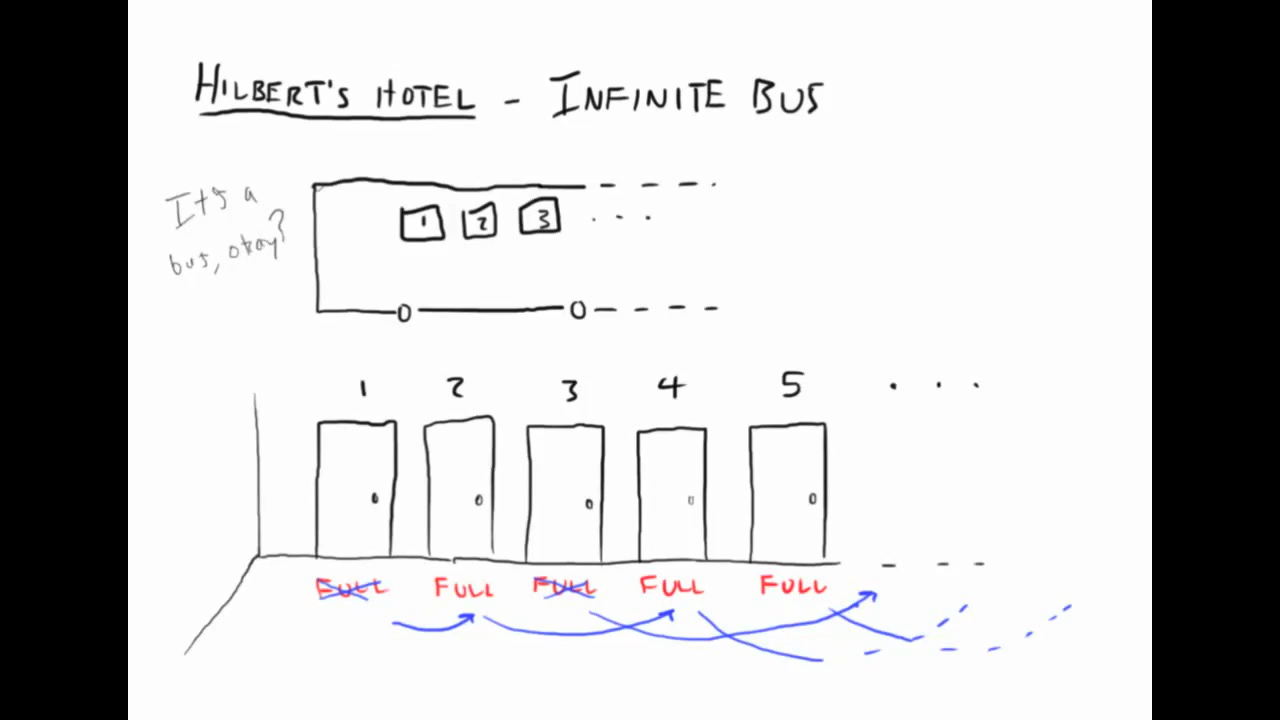 HILBERT'S HOTEL - INFINITE BUS
It's a
bus, okay?
1 2 3 . . .
1 2 3 4 5 . . .
FULL FULL FULL FULL FULL